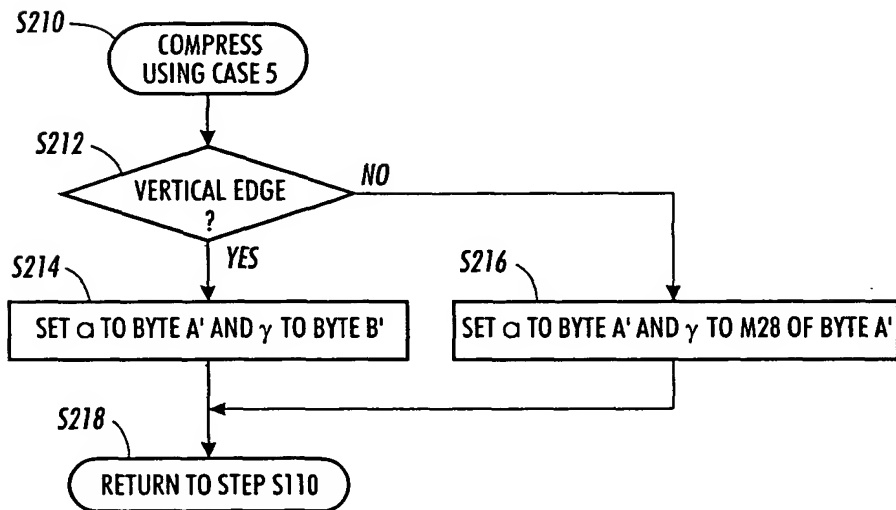 S210
COMPRESS
USING CASE 5
S212
VERTICAL EDGE
?
NO
YES
S214
SET α TO BYTE A' AND γ TO BYTE B'
S216
SET α TO BYTE A' AND γ TO M28 OF BYTE A'
S218
RETURN TO STEP S110